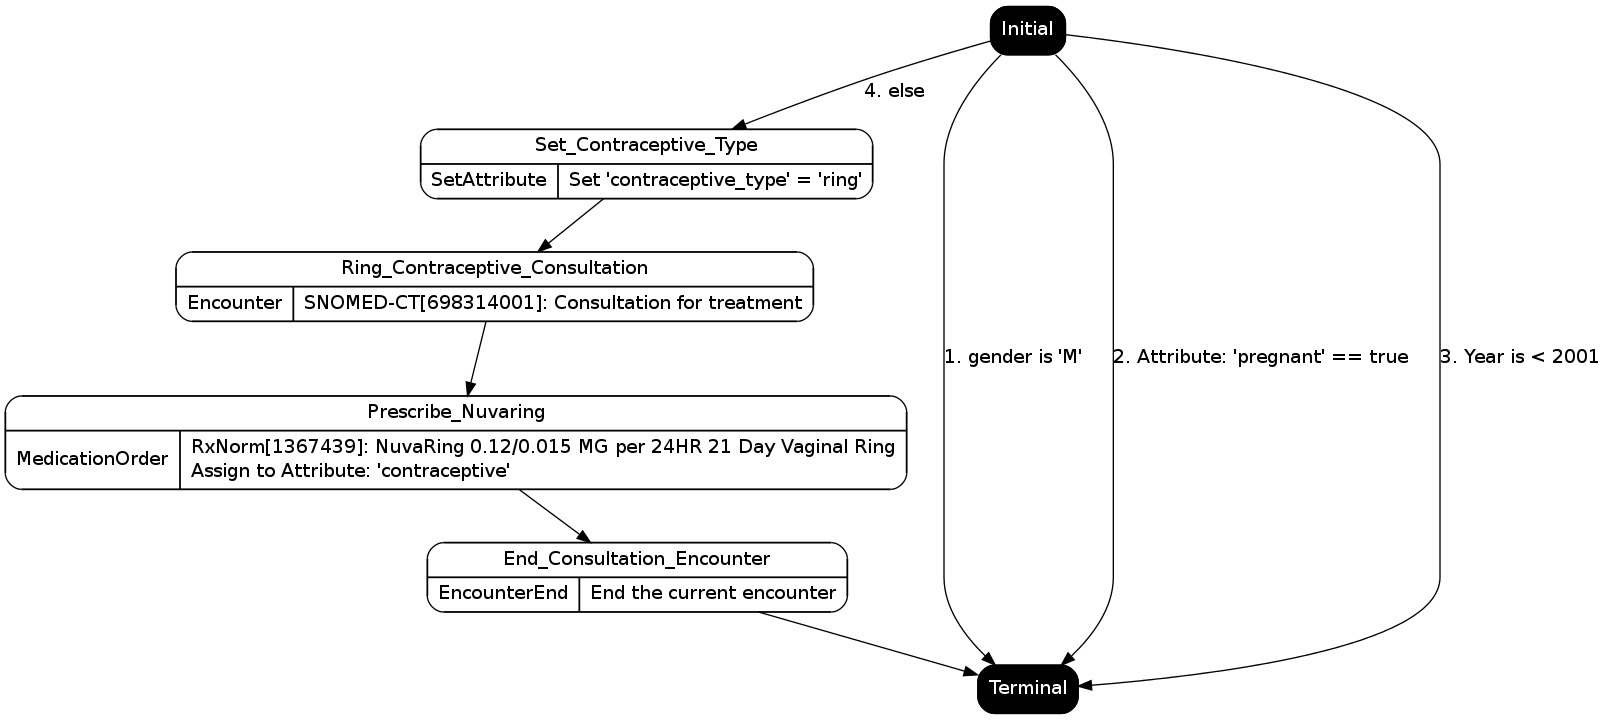 Initial
4. else
Set_Contraceptive_Type
SetAttribute
Set 'contraceptive_type' = 'ring'
Ring_Contraceptive_Consultation
Encounter
SNOMED-CT[698314001]: Consultation for treatment
1. gender is 'M'
2. Attribute: 'pregnant' == true
3. Year is < 2001
Prescribe_Nuvaring
MedicationOrder
RxNorm[1367439]: NuvaRing 0.12/0.015 MG per 24HR 21 Day Vaginal Ring
Assign to Attribute: 'contraceptive'
End_Consultation_Encounter
EncounterEnd
End the current encounter
Terminal